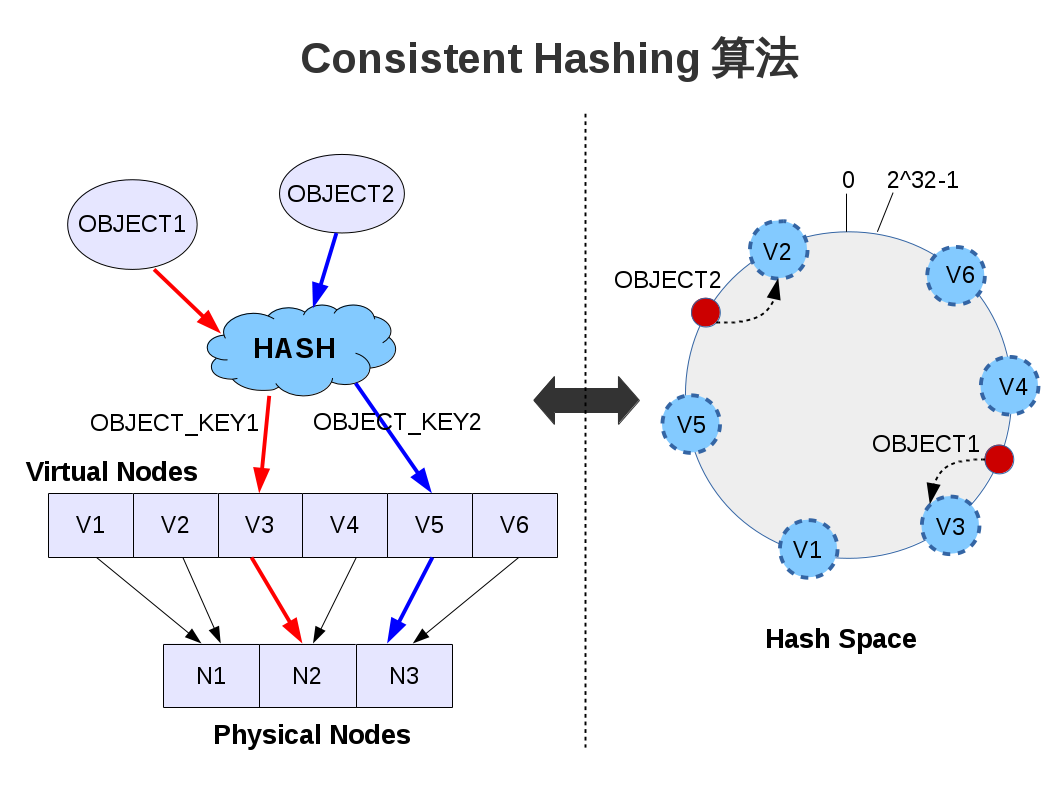 Consistent Hashing 算法
OBJECT1
OBJECT2
HASH
OBJECT_KEY1
OBJECT_KEY2
Virtual Nodes
V1
V2
V3
V4
V5
V6
N1
N2
N3
Physical Nodes
0
2^32-1
V2
V6
OBJECT2
V4
V5
OBJECT1
V3
V1
Hash Space